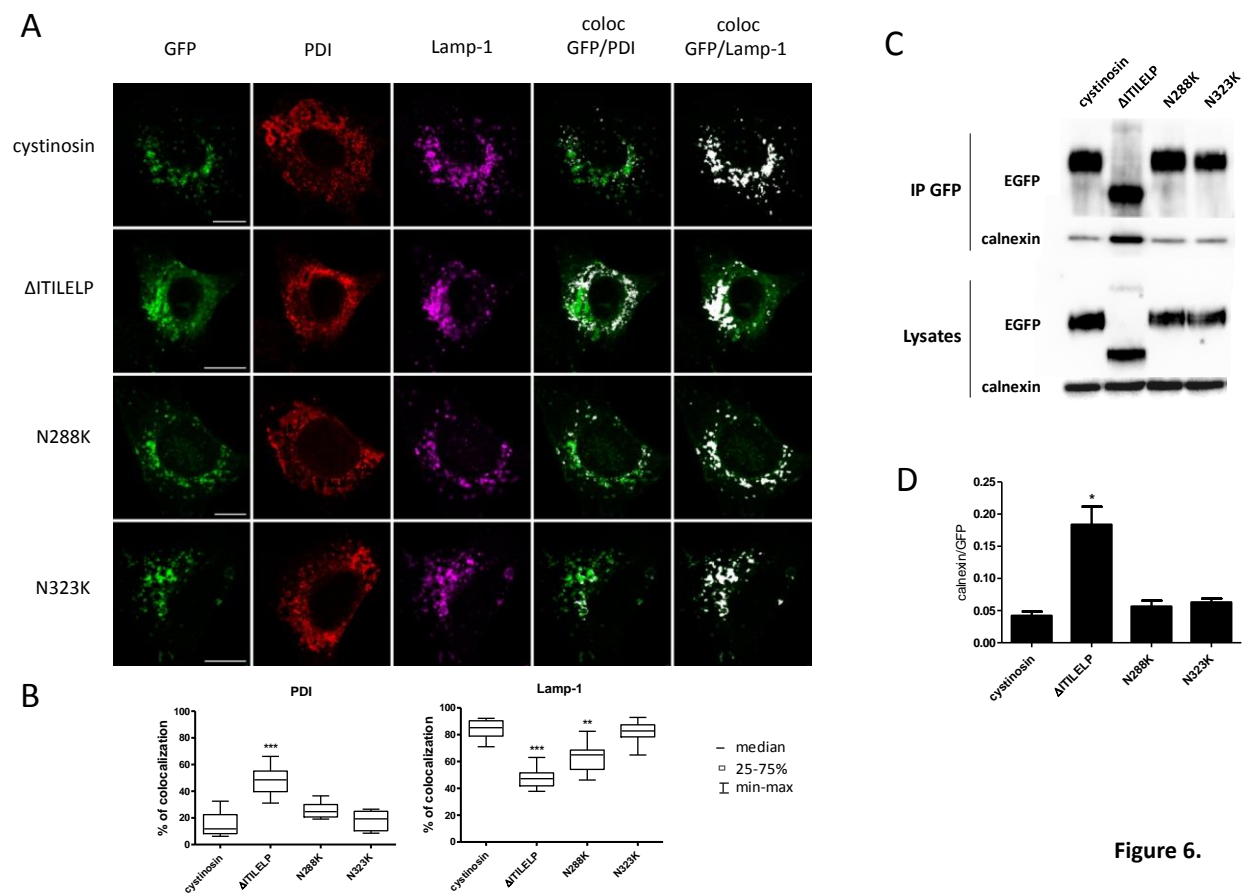 A
GFP
PDI
Lamp-1
coloc
GFP/PDI
coloc
GFP/Lamp-1
cystinosin
ΔITILELP
N288K
N323K
B
PDI
% of colocalization
100
80
60
40
20
0
***
cystinosin
ΔITILELP
N288K
N323K
Lamp-1
% of colocalization
100
80
60
40
20
0
***
**
cystinosin
ΔITILELP
N288K
N323K
median
25-75%
min-max
C
cystinosin
ΔITILELP
N288K
N323K
IP GFP
EGFP
calnexin
Lysates
EGFP
calnexin
D
calnexin/GFP
0.25
0.20
0.15
0.10
0.05
0.00
*
cystinosin
ΔITILELP
N288K
N323K
Figure 6.